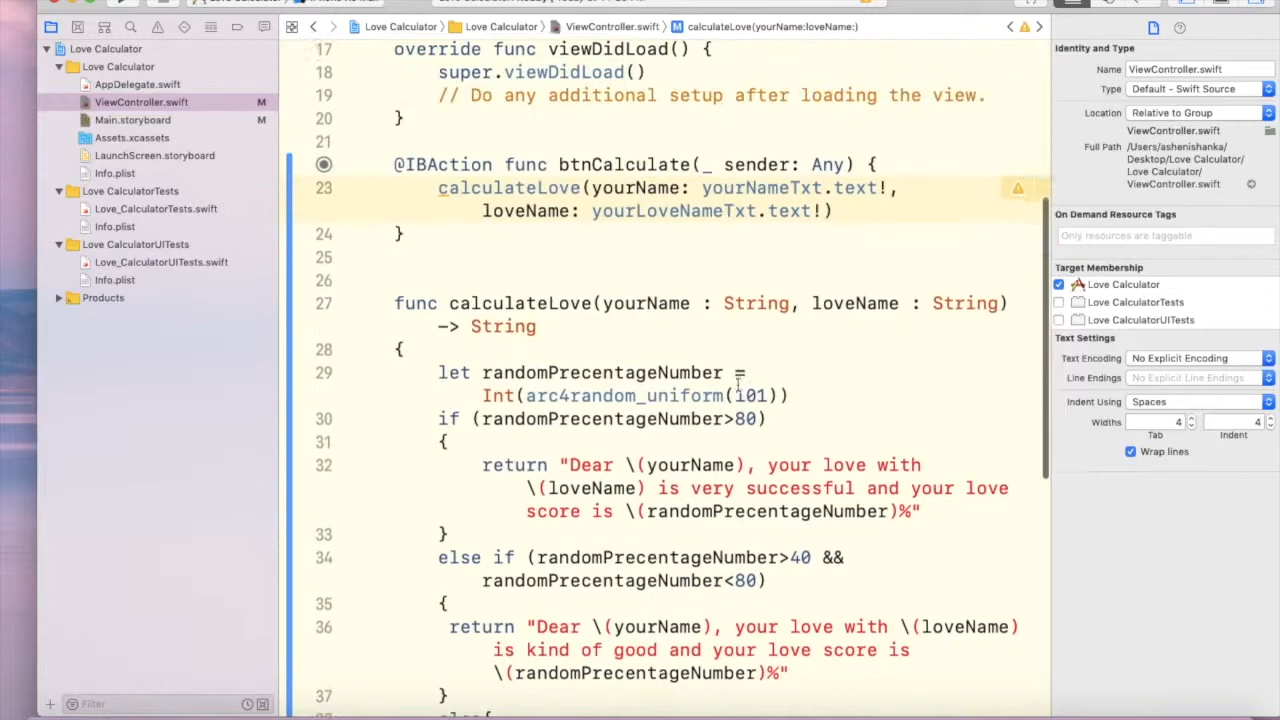 Love Calculator
Love Calculator
ViewController.swift
calculateLove(yourName:loveName:)
Love Calculator
Love Calculator
AppDelegate.swift
ViewController.swift M
Main.storyboard M
Assets.xcassets
LaunchScreen.storyboard
Info.plist
Love CalculatorTests
Love_CalculatorTests.swift
Info.plist
Love CalculatorUITests
Love_CalculatorUITests.swift
Info.plist
Products
Filter
17 override func viewDidLoad() {
18 super.viewDidLoad()
19 // Do any additional setup after loading the view.
20 }
21
@IBAction func btnCalculate(_ sender: Any) {
23 calculateLove(yourName: yourNameTxt.text!,
loveName: yourLoveNameTxt.text!)
24 }
25
26
27 func calculateLove(yourName : String, loveName : String)
-> String
28 {
29 let randomPrecentageNumber =
Int(arc4random_uniform(101))
30 if (randomPrecentageNumber>80)
31 {
32 return "Dear \(yourName), your love with
\(loveName) is very successful and your love
score is \(randomPrecentageNumber)%"
33 }
34 else if (randomPrecentageNumber>40 &&
randomPrecentageNumber<80)
35 {
36 return "Dear \(yourName), your love with \(loveName)
is kind of good and your love score is
\(randomPrecentageNumber)%"
37 }
else{
Identity and Type
Name ViewController.swift
Type Default - Swift Source
Location Relative to Group
ViewController.swift
Full Path /Users/ashenishanka/
Desktop/Love Calculator/
Love Calculator/
ViewController.swift
On Demand Resource Tags
Only resources are taggable
Target Membership
Love Calculator
Love CalculatorTests
Love CalculatorUITests
Text Settings
Text Encoding No Explicit Encoding
Line Endings No Explicit Line Endings
Indent Using Spaces
Widths 4 4
Tab Indent
Wrap lines